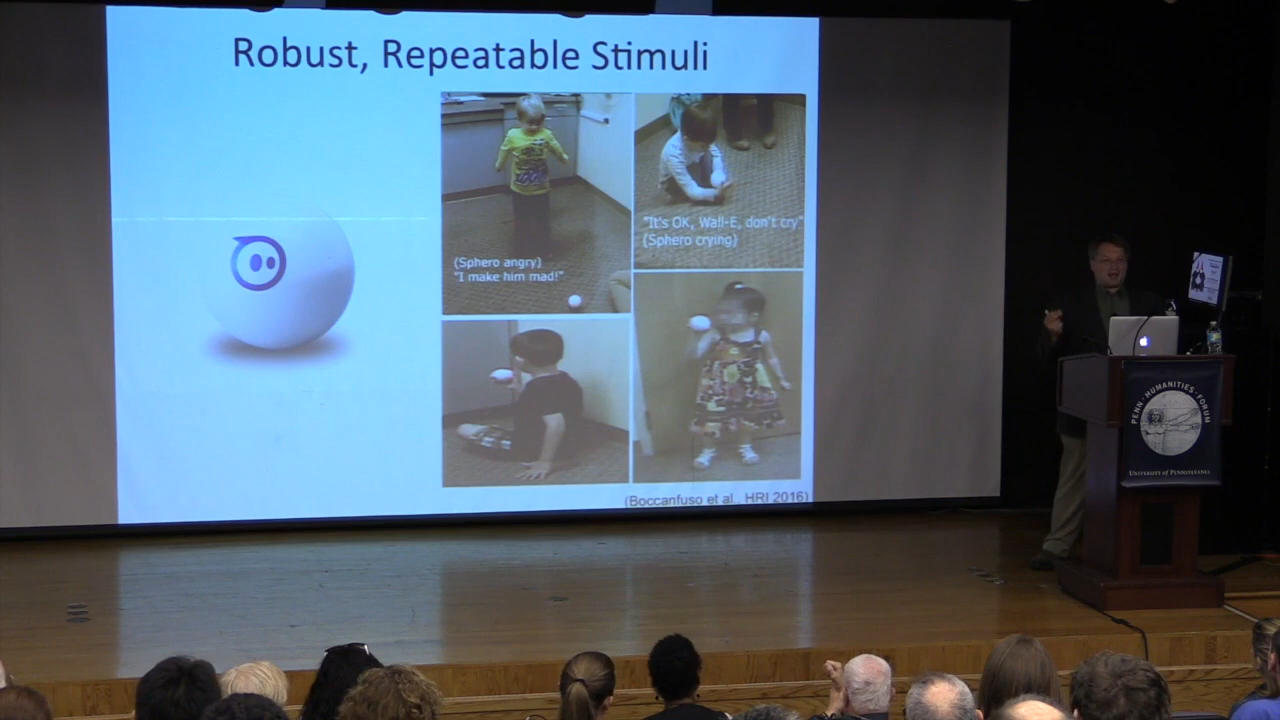 Robust, Repeatable Stimuli
(Sphero angry)
"I make him mad!"
"It's OK, Wall-E, don't cry"
(Sphero crying)
(Boccanfuso et al., HRI 2016)
PENN · HUMANITIES · FORUM
UNIVERSITY of PENNSYLVANIA